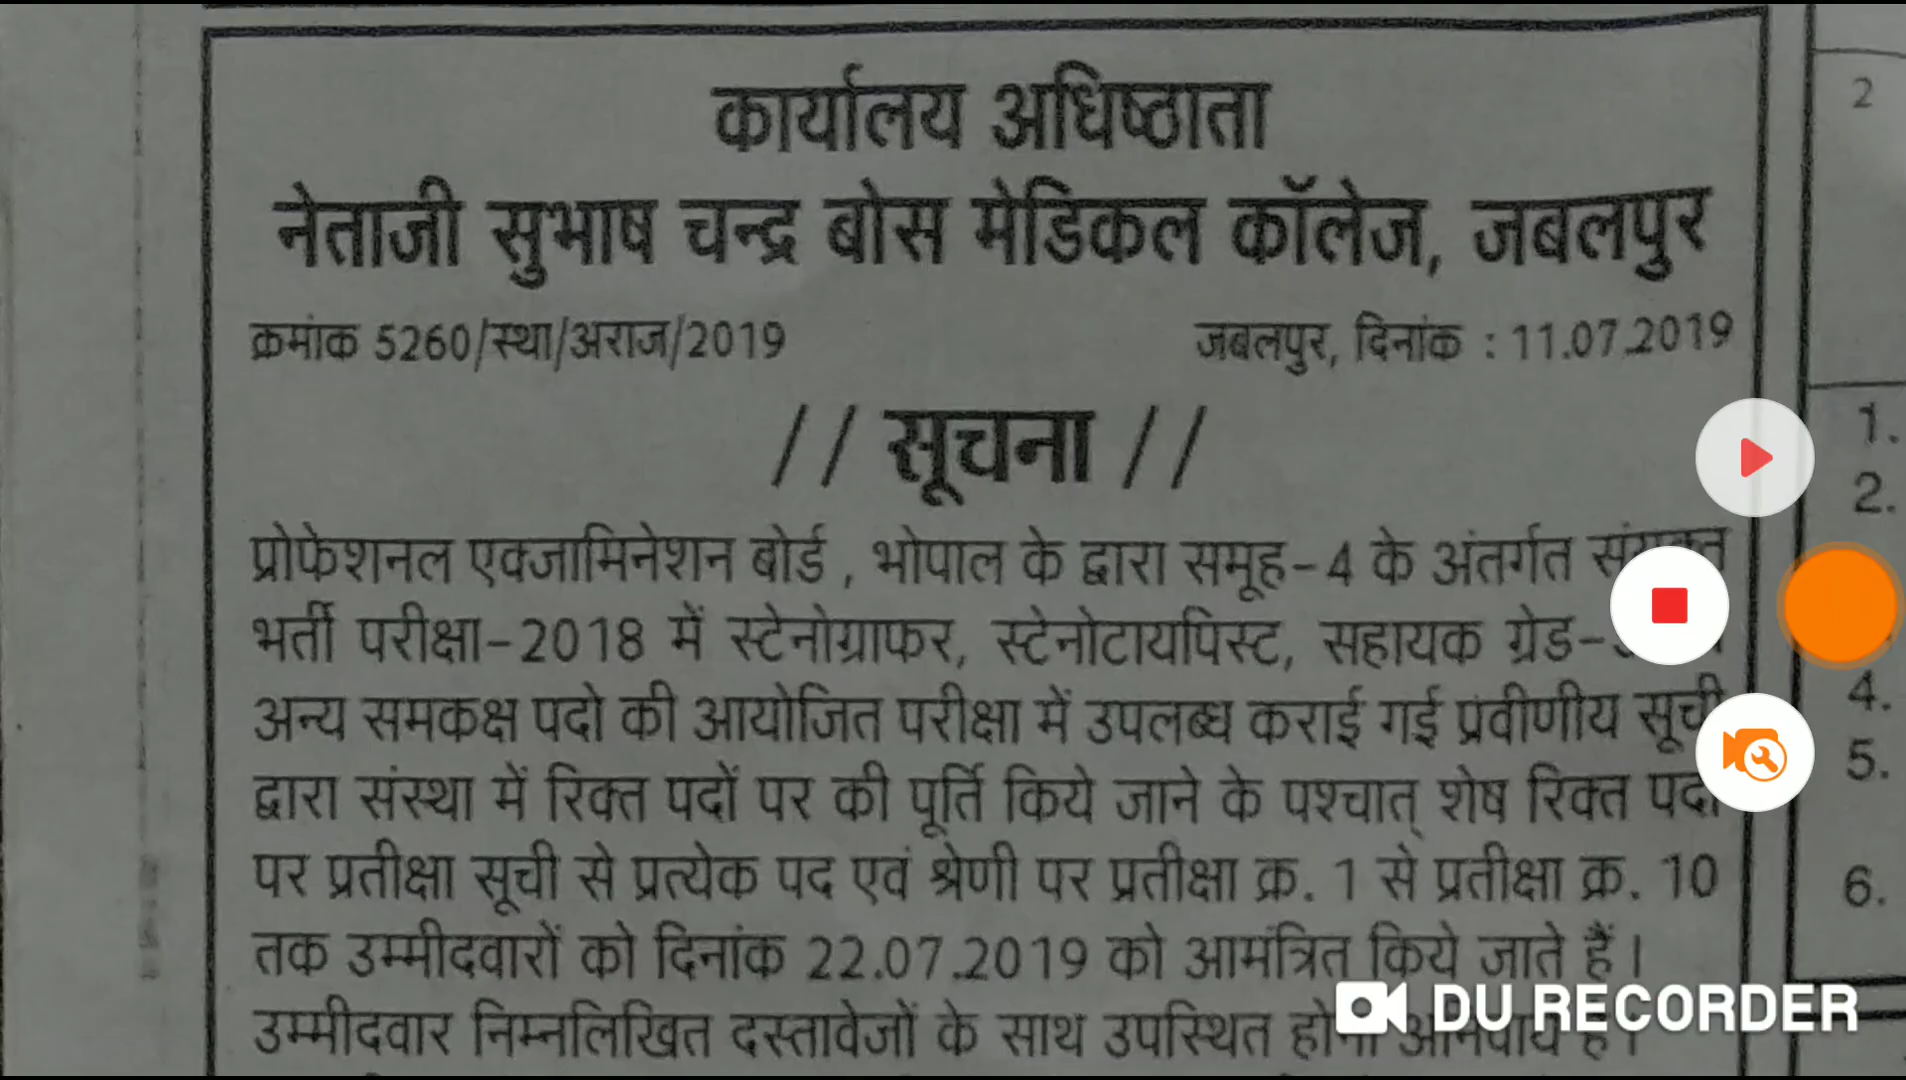 कार्यालय अधिष्ठाता
नेताजी सुभाष चन्द्र बोस मेडिकल कॉलेज, जबलपुर
क्रमांक 5260/स्था/अराज/2019 जबलपुर, दिनांक : 11.07.2019
// सूचना //
प्रोफेशनल एक्जामिनेशन बोर्ड , भोपाल के द्वारा समूह-4 के अंतर्गत
भर्ती परीक्षा-2018 में स्टेनोग्राफर, स्टेनोटायपिस्ट, सहायक ग्रेड-
अन्य समकक्ष पदो की आयोजित परीक्षा में उपलब्ध कराई गई प्रवीणीय सूची
द्वारा संस्था में रिक्त पदों पर की पूर्ति किये जाने के पश्चात् शेष रिक्त
पर प्रतीक्षा सूची से प्रत्येक पद एवं श्रेणी पर प्रतीक्षा क्र. 1 से प्रतीक्षा क्र. 10
तक उम्मीदवारों को दिनांक 22.07.2019 को आमंत्रित किये जाते हैं।
उम्मीदवार निम्नलिखित दस्तावेजों के साथ उपस्थित
2
1.
2.
4.
5.
6.
DU RECORDER